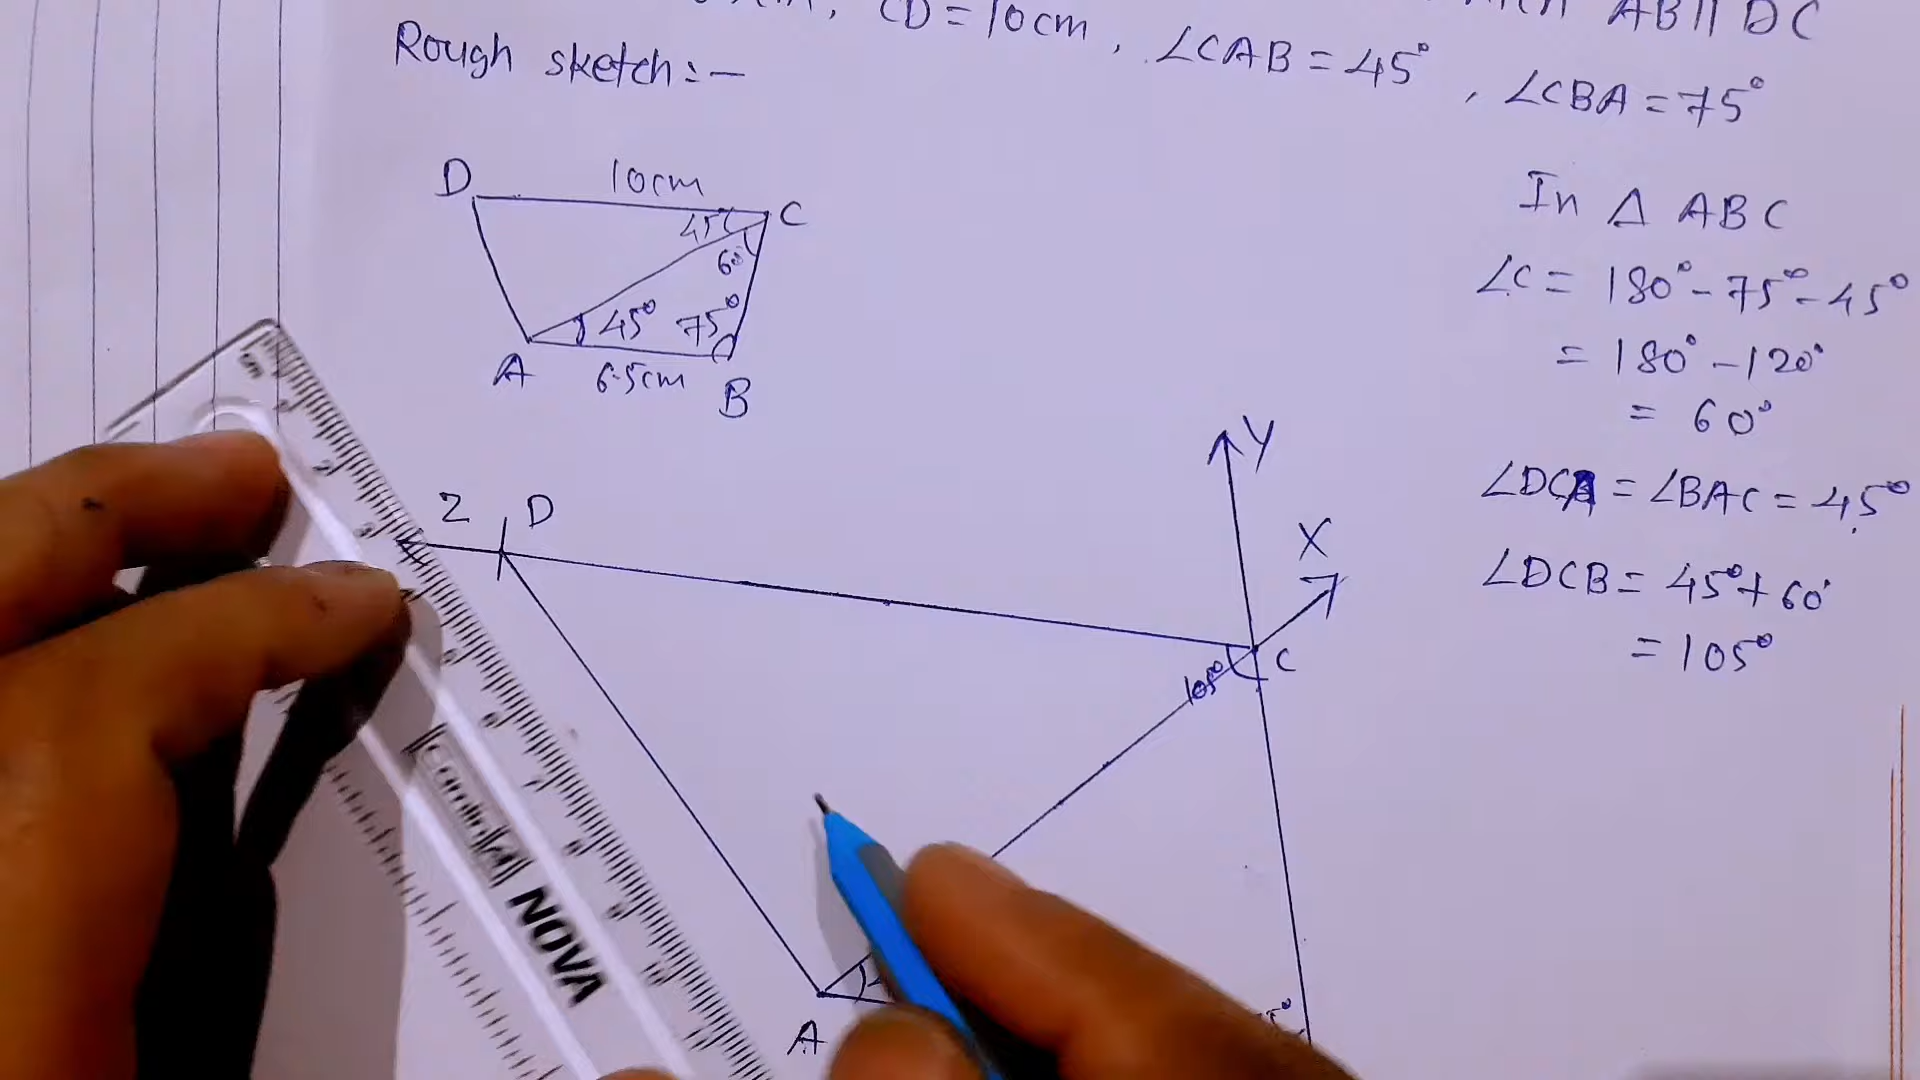 CD = 10cm, ∠CAB = 45°, ∠CBA = 75°
AB || DC
Rough sketch:-
D 10cm C
45
60
45° 75°
A 6.5cm B
In Δ ABC
∠C = 180° - 75° - 45°
= 180° - 120°
= 60°
∠DCA = ∠BAC = 45°
∠DCB = 45° + 60°
= 105°
Y
X
Z D
C
105°
A
NOVA